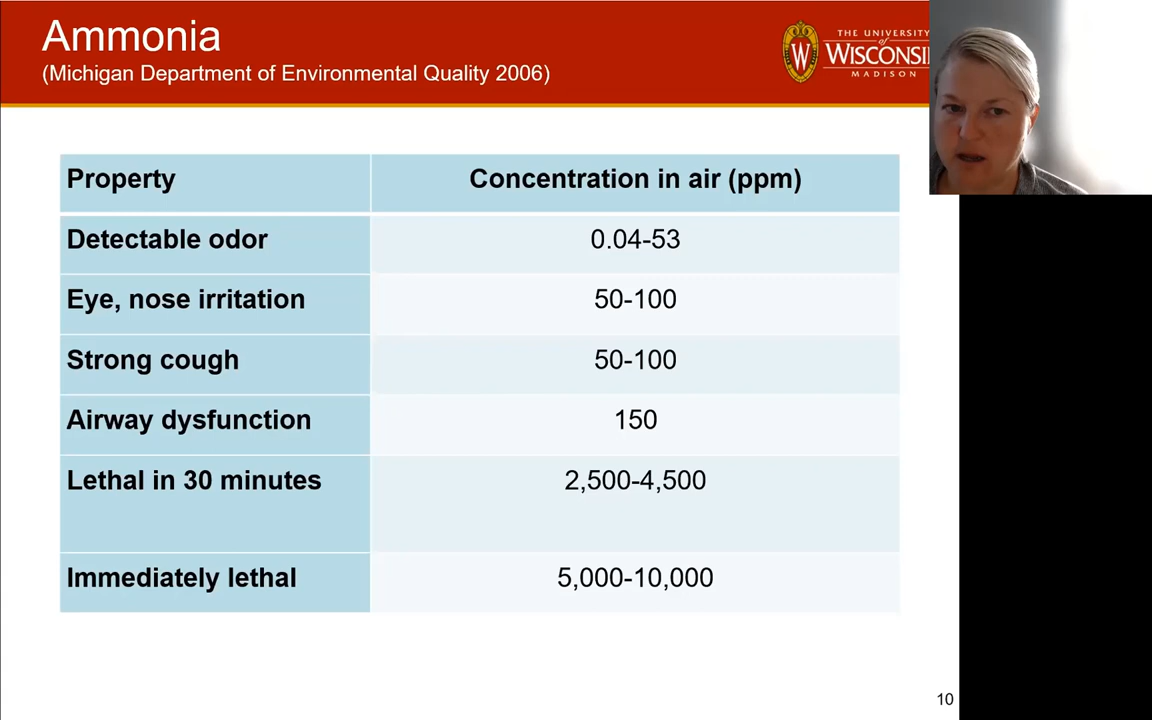 Ammonia
(Michigan Department of Environmental Quality 2006)
THE UNIVERSITY
of
WISCONSIN
MADISON
W
Property Concentration in air (ppm)
Detectable odor 0.04-53
Eye, nose irritation 50-100
Strong cough 50-100
Airway dysfunction 150
Lethal in 30 minutes 2,500-4,500
Immediately lethal 5,000-10,000
10